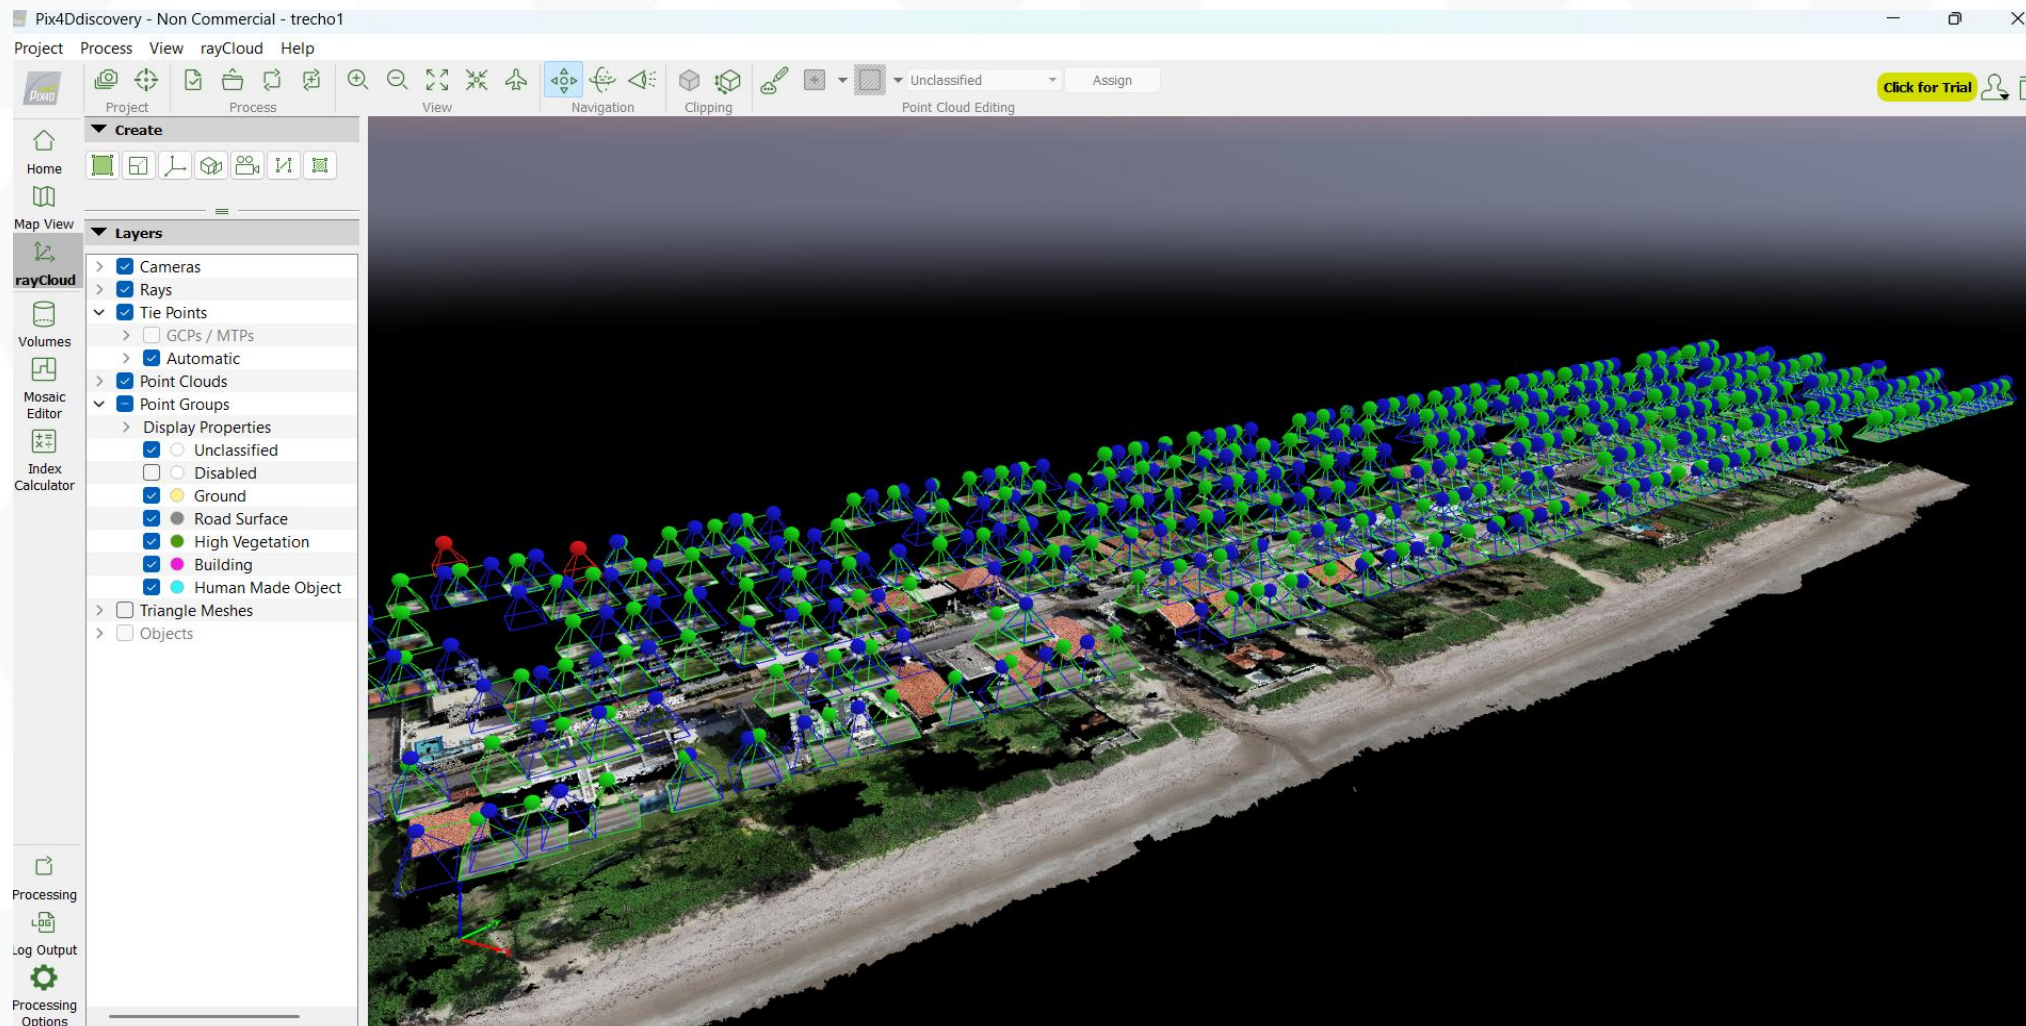 Pix4Ddiscovery - Non Commercial - trecho1
Project Process View rayCloud Help
PIX4D
Project
Process
View
Navigation
Clipping
Unclassified
Assign
Point Cloud Editing
Click for Trial
Home
Map View
rayCloud
Volumes
Mosaic
Editor
Index
Calculator
Processing
Log Output
Processing
Options
Create
Layers
Cameras
Rays
Tie Points
GCPs / MTPs
Automatic
Point Clouds
Point Groups
Display Properties
Unclassified
Disabled
Ground
Road Surface
High Vegetation
Building
Human Made Object
Triangle Meshes
Objects